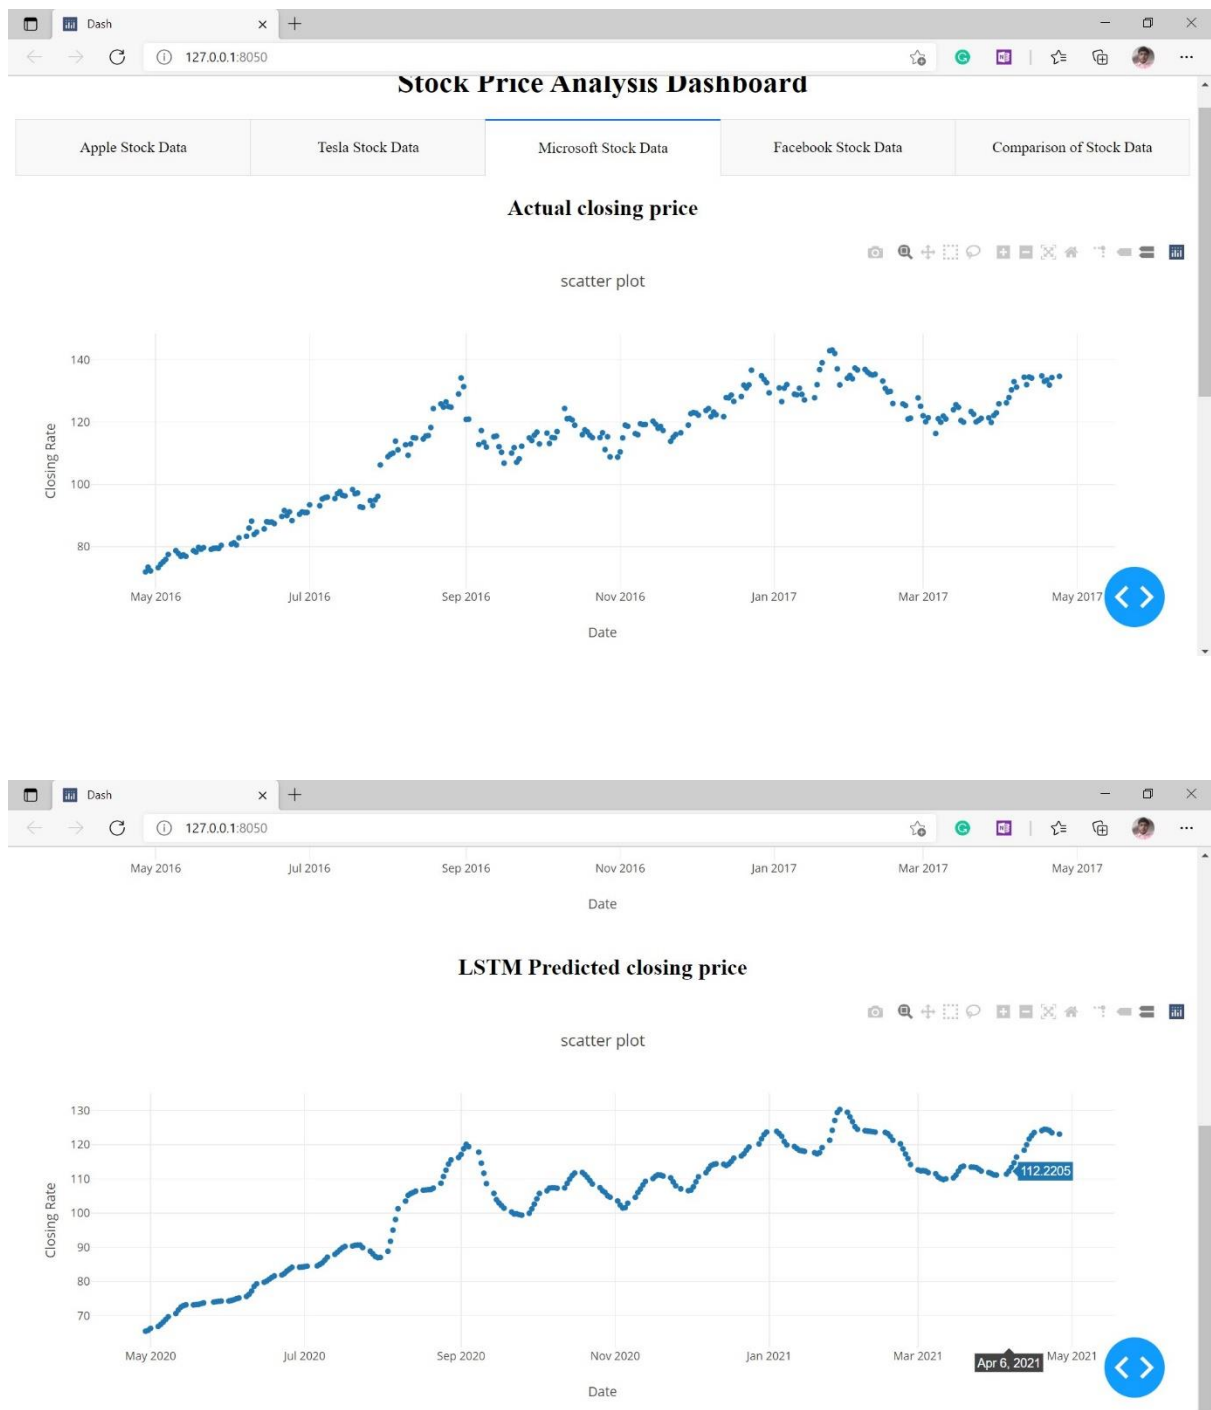 Dash
127.0.0.1:8050
Stock Price Analysis Dashboard
Apple Stock Data Tesla Stock Data Microsoft Stock Data Facebook Stock Data Comparison of Stock Data
Actual closing price
scatter plot
140
120
100
80
Closing Rate
May 2016 Jul 2016 Sep 2016 Nov 2016 Jan 2017 Mar 2017 May 2017
Date
Dash
127.0.0.1:8050
May 2016 Jul 2016 Sep 2016 Nov 2016 Jan 2017 Mar 2017 May 2017
Date
LSTM Predicted closing price
scatter plot
130
120
110
112.2205
100
90
80
70
Closing Rate
May 2020 Jul 2020 Sep 2020 Nov 2020 Jan 2021 Mar 2021 Apr 6, 2021 May 2021
Date